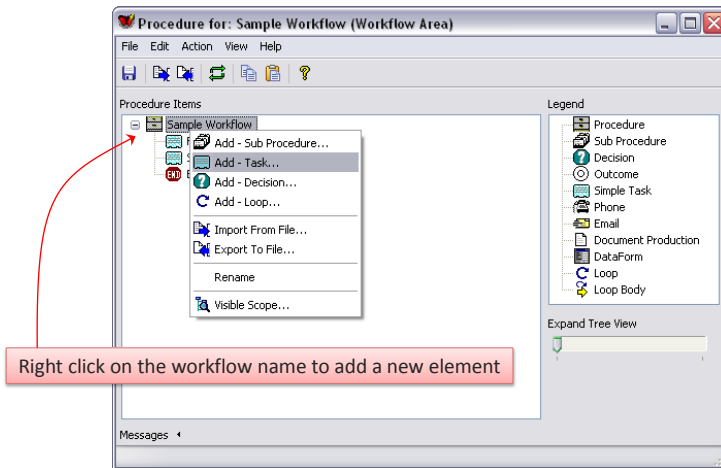 Procedure for: Sample Workflow (Workflow Area)
File Edit Action View Help
Procedure Items
Sample Workflow
Add - Sub Procedure...
Add - Task...
Add - Decision...
Add - Loop...
Import From File...
Export To File...
Rename
Visible Scope...
END
Legend
Procedure
Sub Procedure
Decision
Outcome
Simple Task
Phone
Email
Document Production
DataForm
Loop
Loop Body
Expand Tree View
Right click on the workflow name to add a new element
Messages